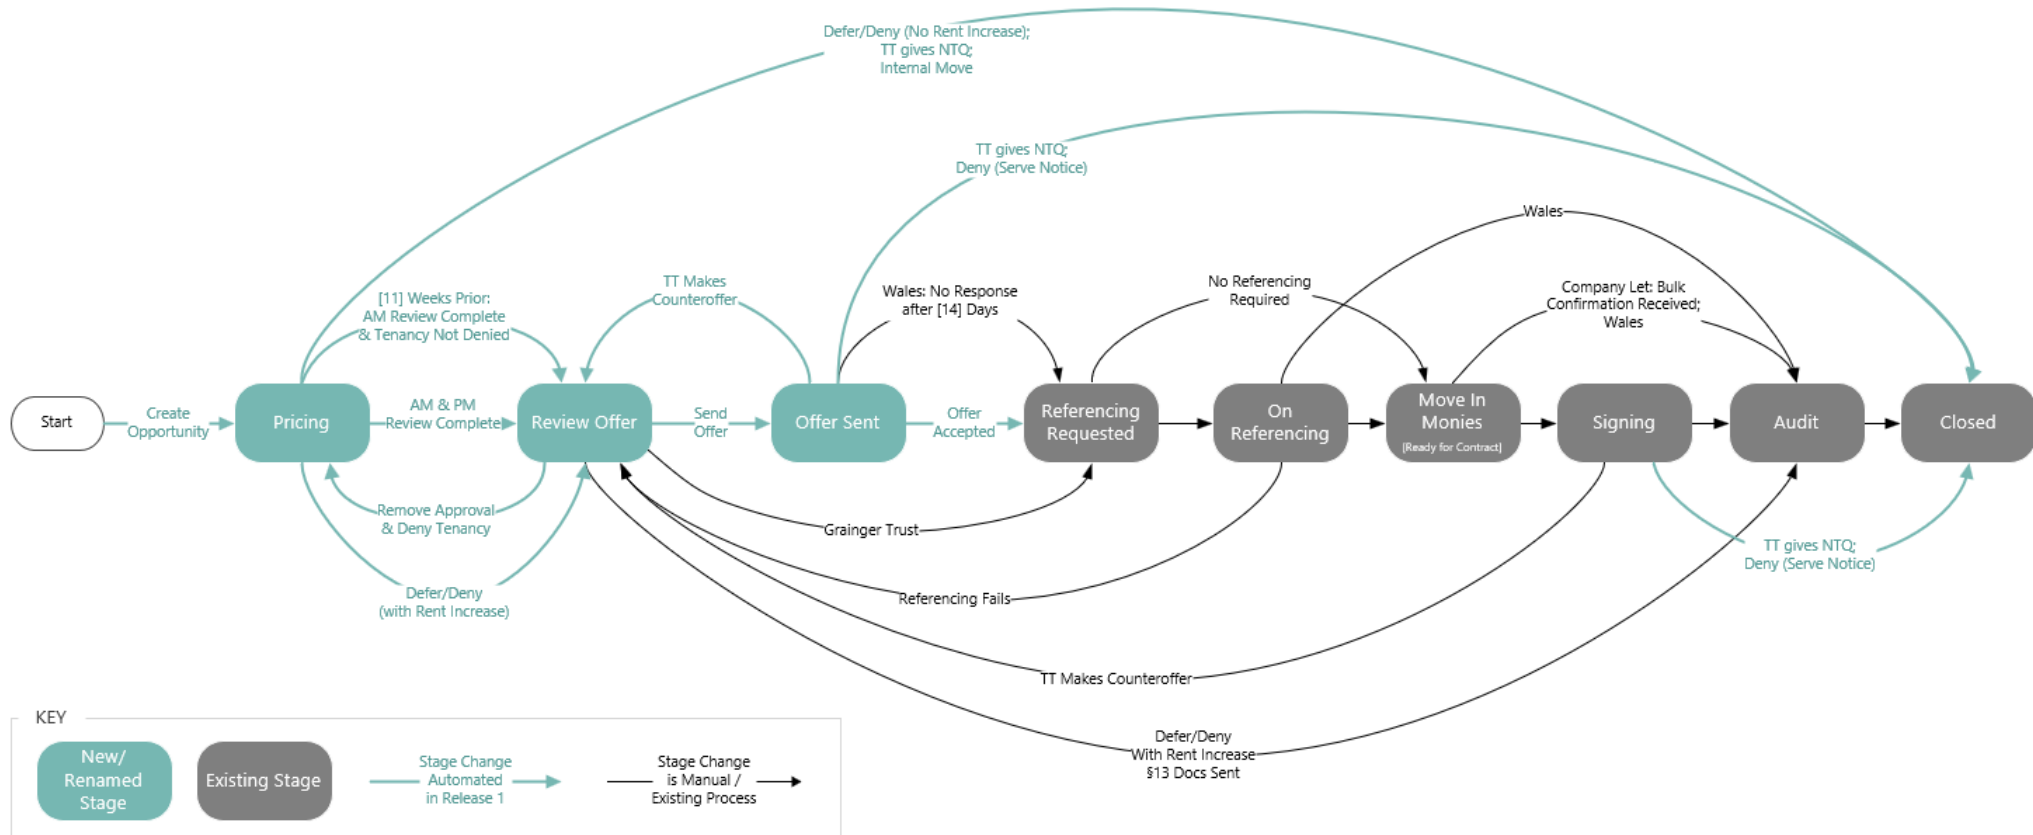 Defer/Deny (No Rent Increase);
TT gives NTQ;
Internal Move
TT gives NTQ;
Deny (Serve Notice)
Wales
TT Makes
Counteroffer
[11] Weeks Prior:
AM Review Complete
& Tenancy Not Denied
Wales: No Response
after [14] Days
No Referencing
Required
Company Let: Bulk
Confirmation Received;
Wales
Start
Create
Opportunity
Pricing
AM & PM
Review Complete
Review Offer
Send
Offer
Offer Sent
Offer
Accepted
Referencing
Requested
On
Referencing
Move In
Monies
[Ready for Contract]
Signing
Audit
Closed
Remove Approval
& Deny Tenancy
Grainger Trust
TT gives NTQ;
Deny (Serve Notice)
Defer/Deny
(with Rent Increase)
Referencing Fails
TT Makes Counteroffer
Defer/Deny
With Rent Increase
§13 Docs Sent
KEY
New/
Renamed
Stage
Existing Stage
Stage Change
Automated
in Release 1
Stage Change
is Manual /
Existing Process